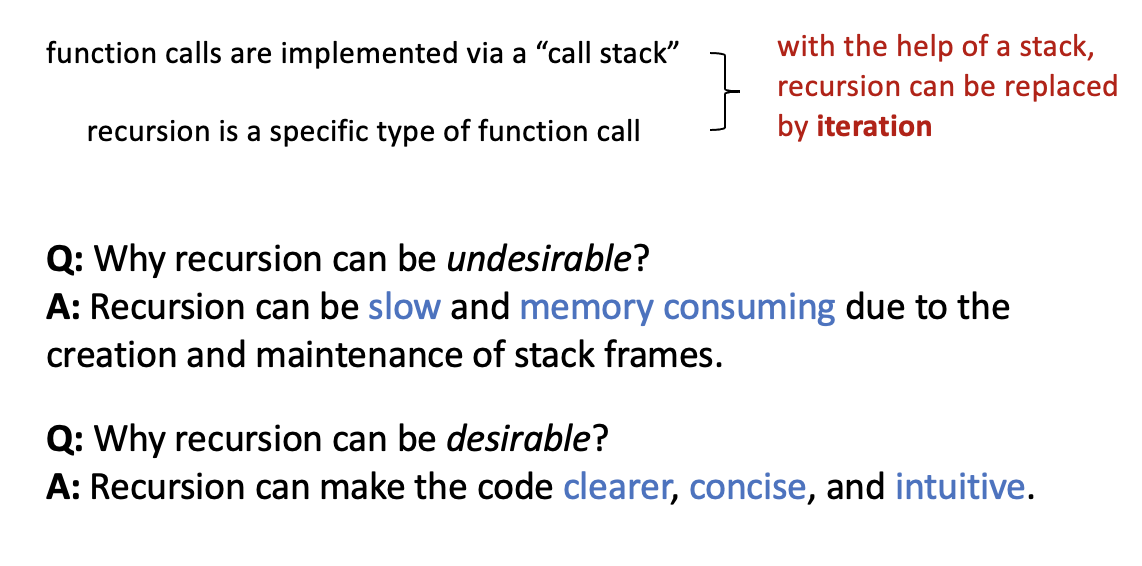 function calls are implemented via a “call stack”
recursion is a specific type of function call
with the help of a stack,
recursion can be replaced
by iteration
Q: Why recursion can be undesirable?
A: Recursion can be slow and memory consuming due to the
creation and maintenance of stack frames.
Q: Why recursion can be desirable?
A: Recursion can make the code clearer, concise, and intuitive.